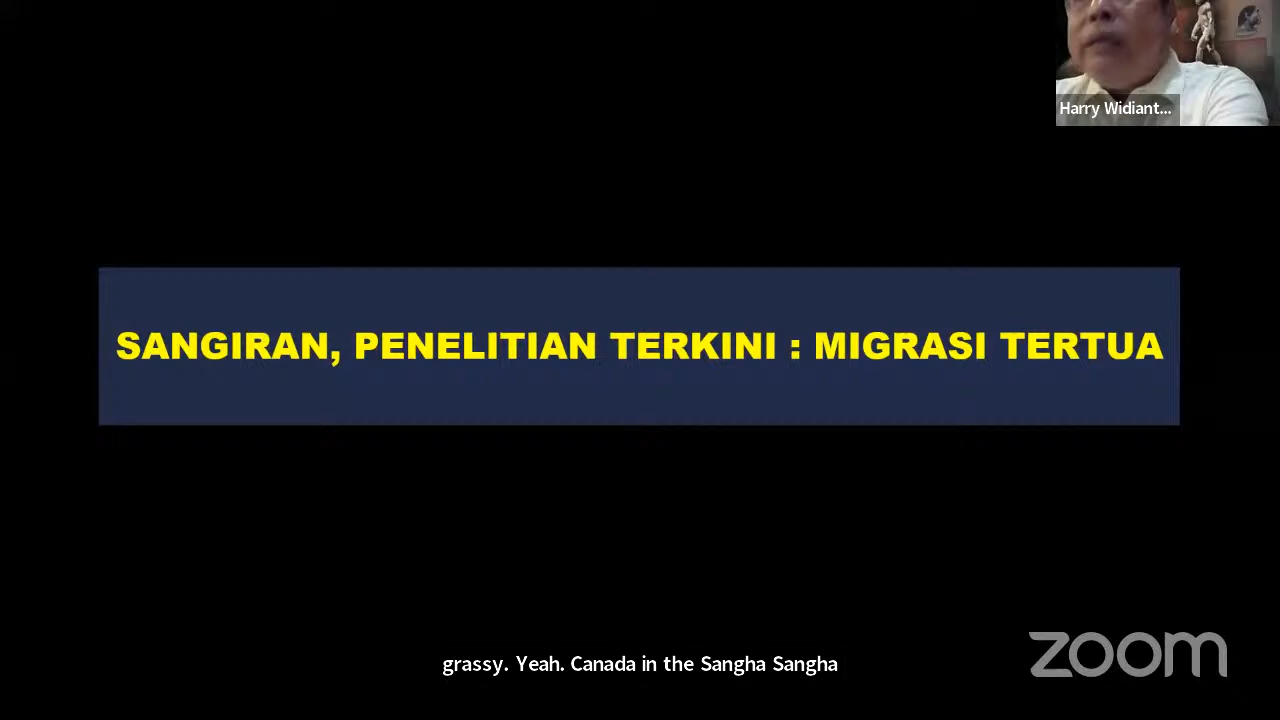 Harry Widiant...
SANGIRAN, PENELITIAN TERKINI : MIGRASI TERTUA
grassy. Yeah. Canada in the Sangha Sangha
zoom